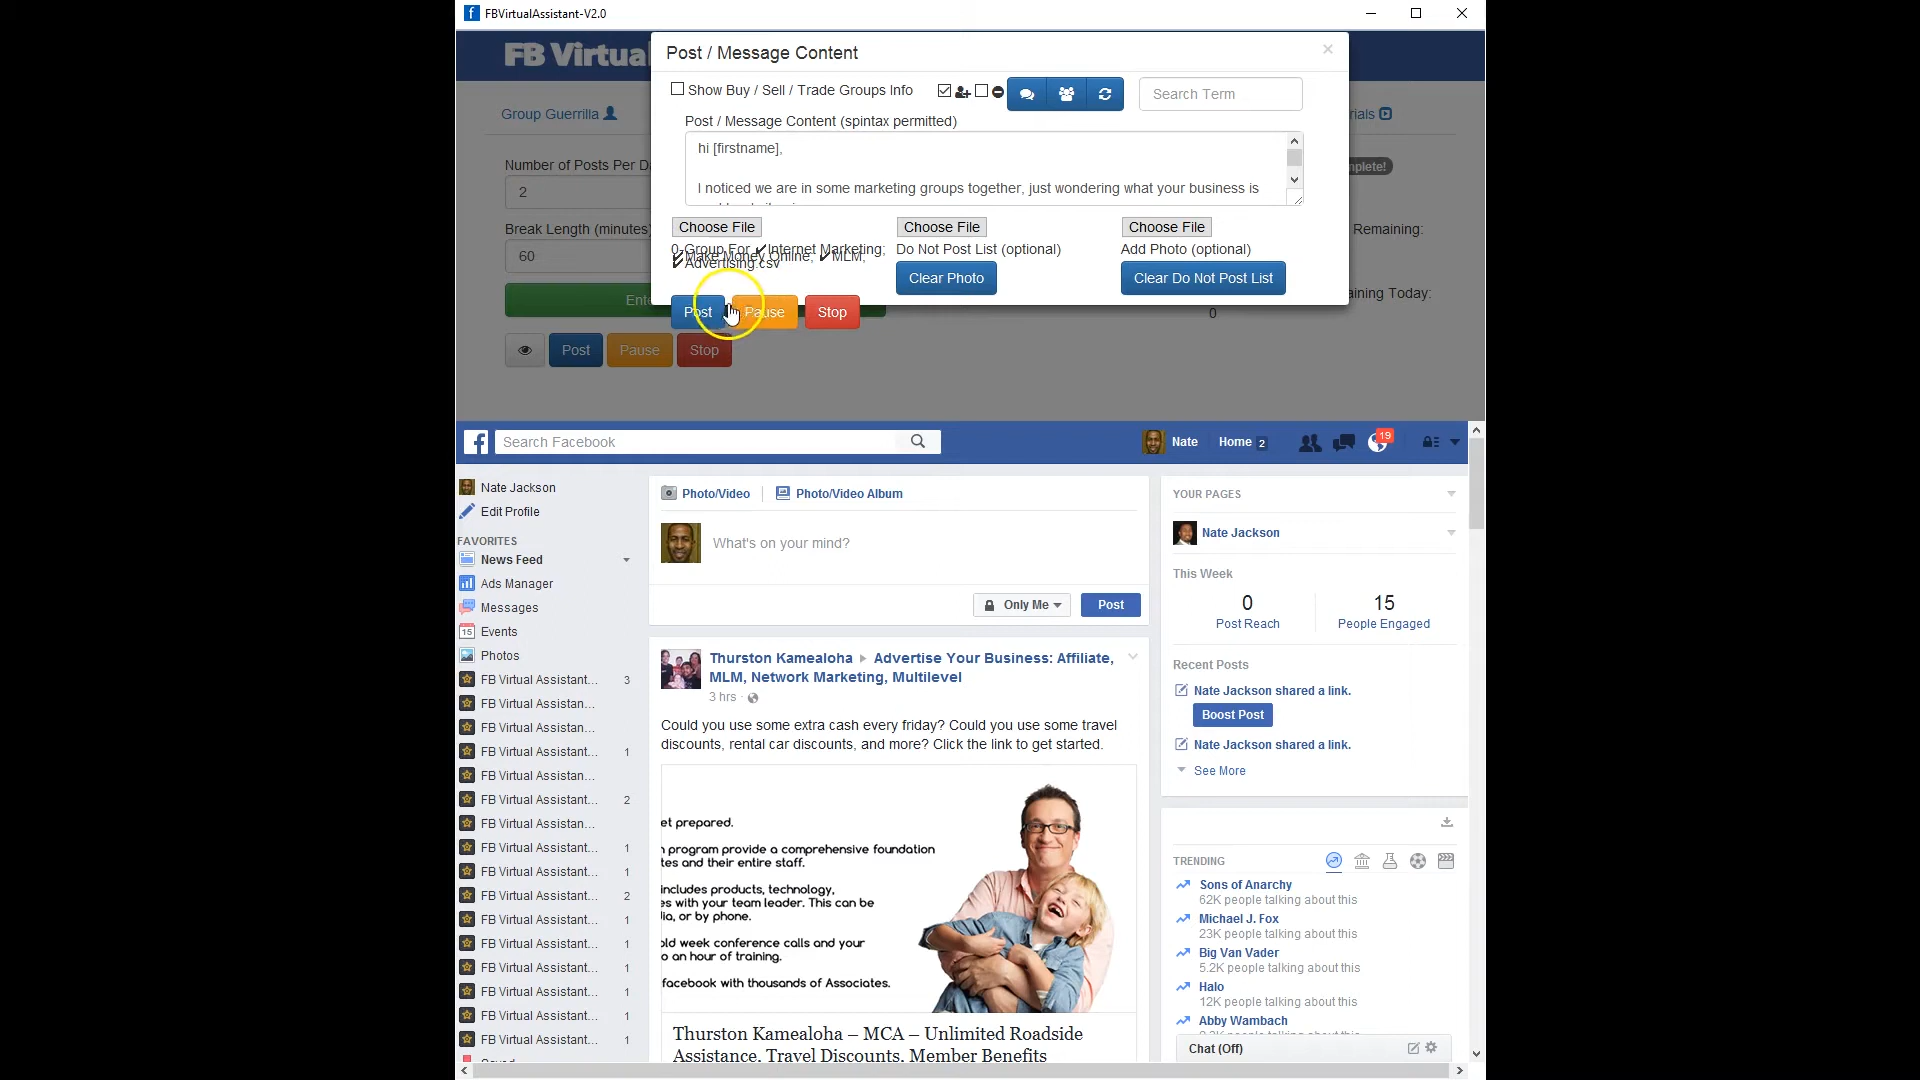 FBVirtualAssistant-V2.0
FB Virtua
Post / Message Content
×
Show Buy / Sell / Trade Groups Info
Search Term
Group Guerrilla
rials
Post / Message Content (spintax permitted)
Number of Posts Per D
mplete!
hi [firstname],
2
I noticed we are in some marketing groups together, just wondering what your business is
Break Length (minutes)
Remaining:
Choose File
Choose File
Choose File
0-Group For ✔Internet Marketing;
✔Make Money Online; ✔MLM;
✔Advertising.csv
Do Not Post List (optional)
Add Photo (optional)
60
Clear Photo
Clear Do Not Post List
Ente
aining Today:
0
Post
Pause
Stop
Post
Pause
Stop
Search Facebook
Nate
Home 2
19
Nate Jackson
Edit Profile
FAVORITES
News Feed
Ads Manager
Messages
15 Events
Photos
FB Virtual Assistant... 3
FB Virtual Assistan...
FB Virtual Assistan...
FB Virtual Assistant... 1
FB Virtual Assistan...
FB Virtual Assistant... 2
FB Virtual Assistan...
FB Virtual Assistant... 1
FB Virtual Assistant... 1
FB Virtual Assistant... 2
FB Virtual Assistant... 1
FB Virtual Assistant... 1
FB Virtual Assistant... 1
FB Virtual Assistant... 1
FB Virtual Assistant... 1
FB Virtual Assistant... 1
Photo/Video
Photo/Video Album
What's on your mind?
Only Me
Post
Thurston Kamealoha ▸ Advertise Your Business: Affiliate,
MLM, Network Marketing, Multilevel
3 hrs ·
Could you use some extra cash every friday? Could you use some travel
discounts, rental car discounts, and more? Click the link to get started.
et prepared.
n program provide a comprehensive foundation
tes and their entire staff.
includes products, technology,
es with your team leader. This can be
ia, or by phone.
old week conference calls and your
o an hour of training.
facebook with thousands of Associates.
Thurston Kamealoha – MCA – Unlimited Roadside
Assistance, Travel Discounts, Member Benefits
YOUR PAGES
Nate Jackson
This Week
0
Post Reach
15
People Engaged
Recent Posts
Nate Jackson shared a link.
Boost Post
Nate Jackson shared a link.
See More
TRENDING
Sons of Anarchy
62K people talking about this
Michael J. Fox
23K people talking about this
Big Van Vader
5.2K people talking about this
Halo
12K people talking about this
Abby Wambach
Chat (Off)